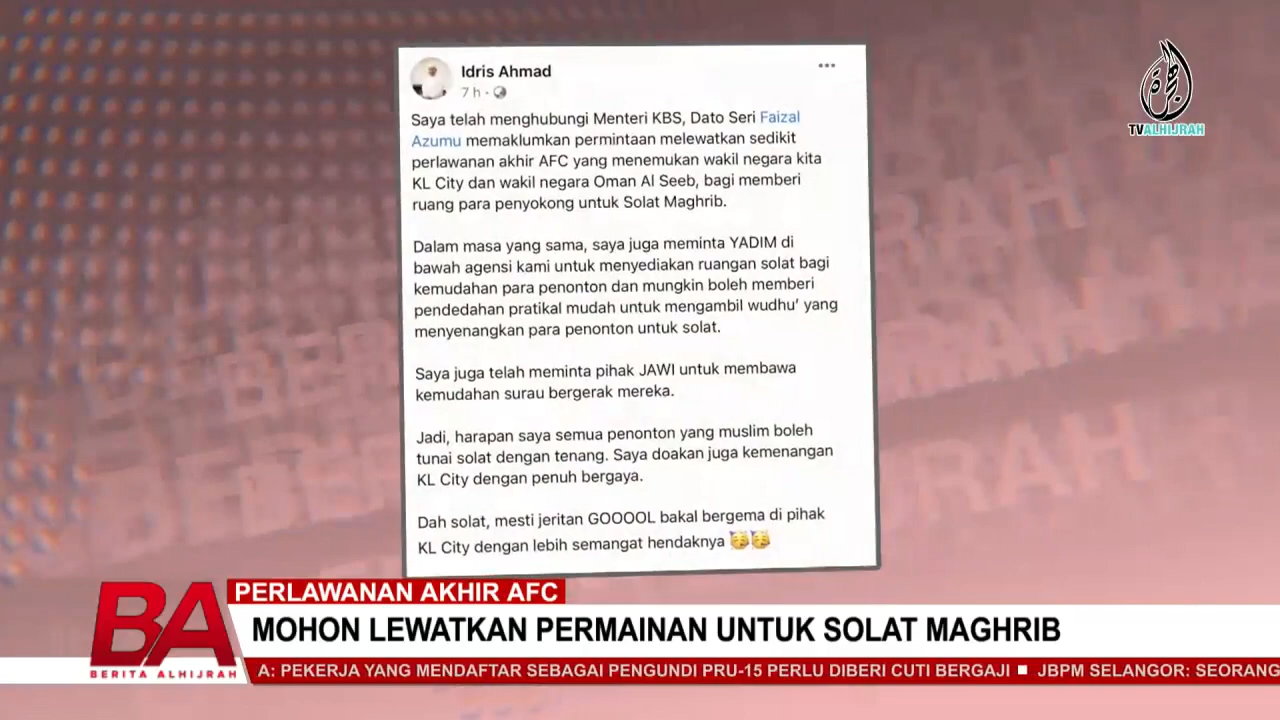 Idris Ahmad
7 h ·
Saya telah menghubungi Menteri KBS, Dato Seri Faizal
Azumu memaklumkan permintaan melewatkan sedikit
perlawanan akhir AFC yang menemukan wakil negara kita
KL City dan wakil negara Oman Al Seeb, bagi memberi
ruang para penyokong untuk Solat Maghrib.
Dalam masa yang sama, saya juga meminta YADIM di
bawah agensi kami untuk menyediakan ruangan solat bagi
kemudahan para penonton dan mungkin boleh memberi
pendedahan pratikal mudah untuk mengambil wudhu’ yang
menyenangkan para penonton untuk solat.
Saya juga telah meminta pihak JAWI untuk membawa
kemudahan surau bergerak mereka.
Jadi, harapan saya semua penonton yang muslim boleh
tunai solat dengan tenang. Saya doakan juga kemenangan
KL City dengan penuh bergaya.
Dah solat, mesti jeritan GOOOOL bakal bergema di pihak
KL City dengan lebih semangat hendaknya 🥳🥳
TVALHIJRAH
BA
BERITA ALHIJRAH
PERLAWANAN AKHIR AFC
MOHON LEWATKAN PERMAINAN UNTUK SOLAT MAGHRIB
A: PEKERJA YANG MENDAFTAR SEBAGAI PENGUNDI PRU-15 PERLU DIBERI CUTI BERGAJI ■ JBPM SELANGOR: SEORANG